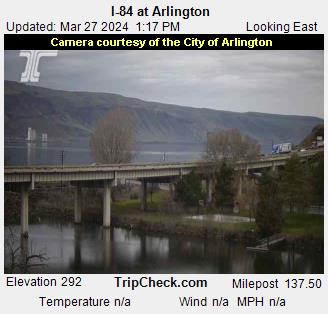 I-84 at Arlington
Updated: Mar 27 2024 1:17 PM Looking East
Camera courtesy of the City of Arlington
Elevation 292 TripCheck.com Milepost 137.50
Temperature n/a Wind n/a MPH n/a